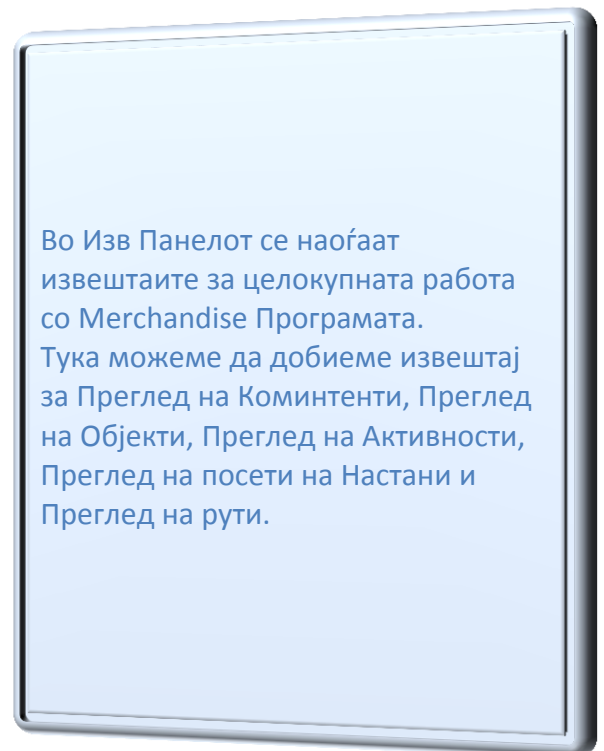 Во Изв Панелот се наоѓаат
извештаите за целокупната работа
со Merchandise Програмата.
Тука можеме да добиеме извештај
за Преглед на Коминтенти, Преглед
на Објекти, Преглед на Активности,
Преглед на посети на Настани и
Преглед на рути.